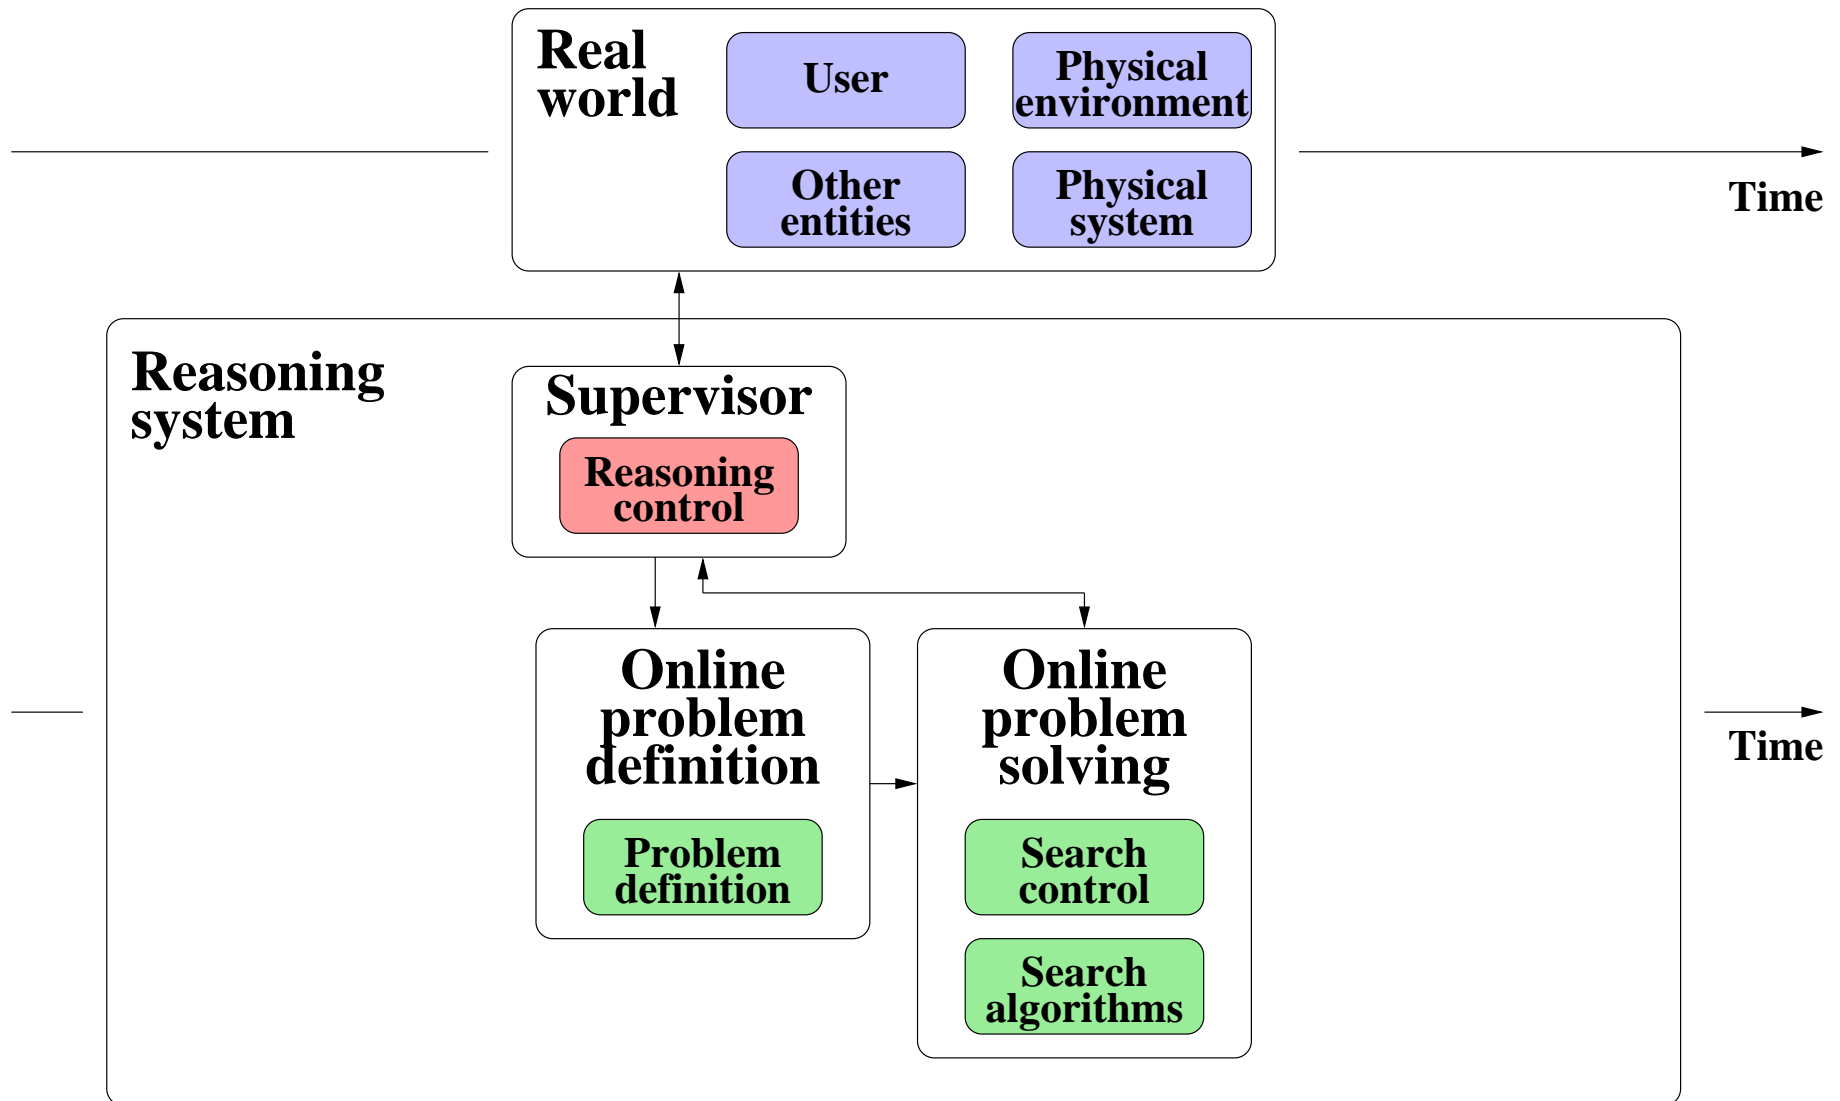 Real
world
User
Physical
environment
Other
entities
Physical
system
Time
Reasoning
system
Supervisor
Reasoning
control
Online
problem
definition
Online
problem
solving
Time
Problem
definition
Search
control
Search
algorithms